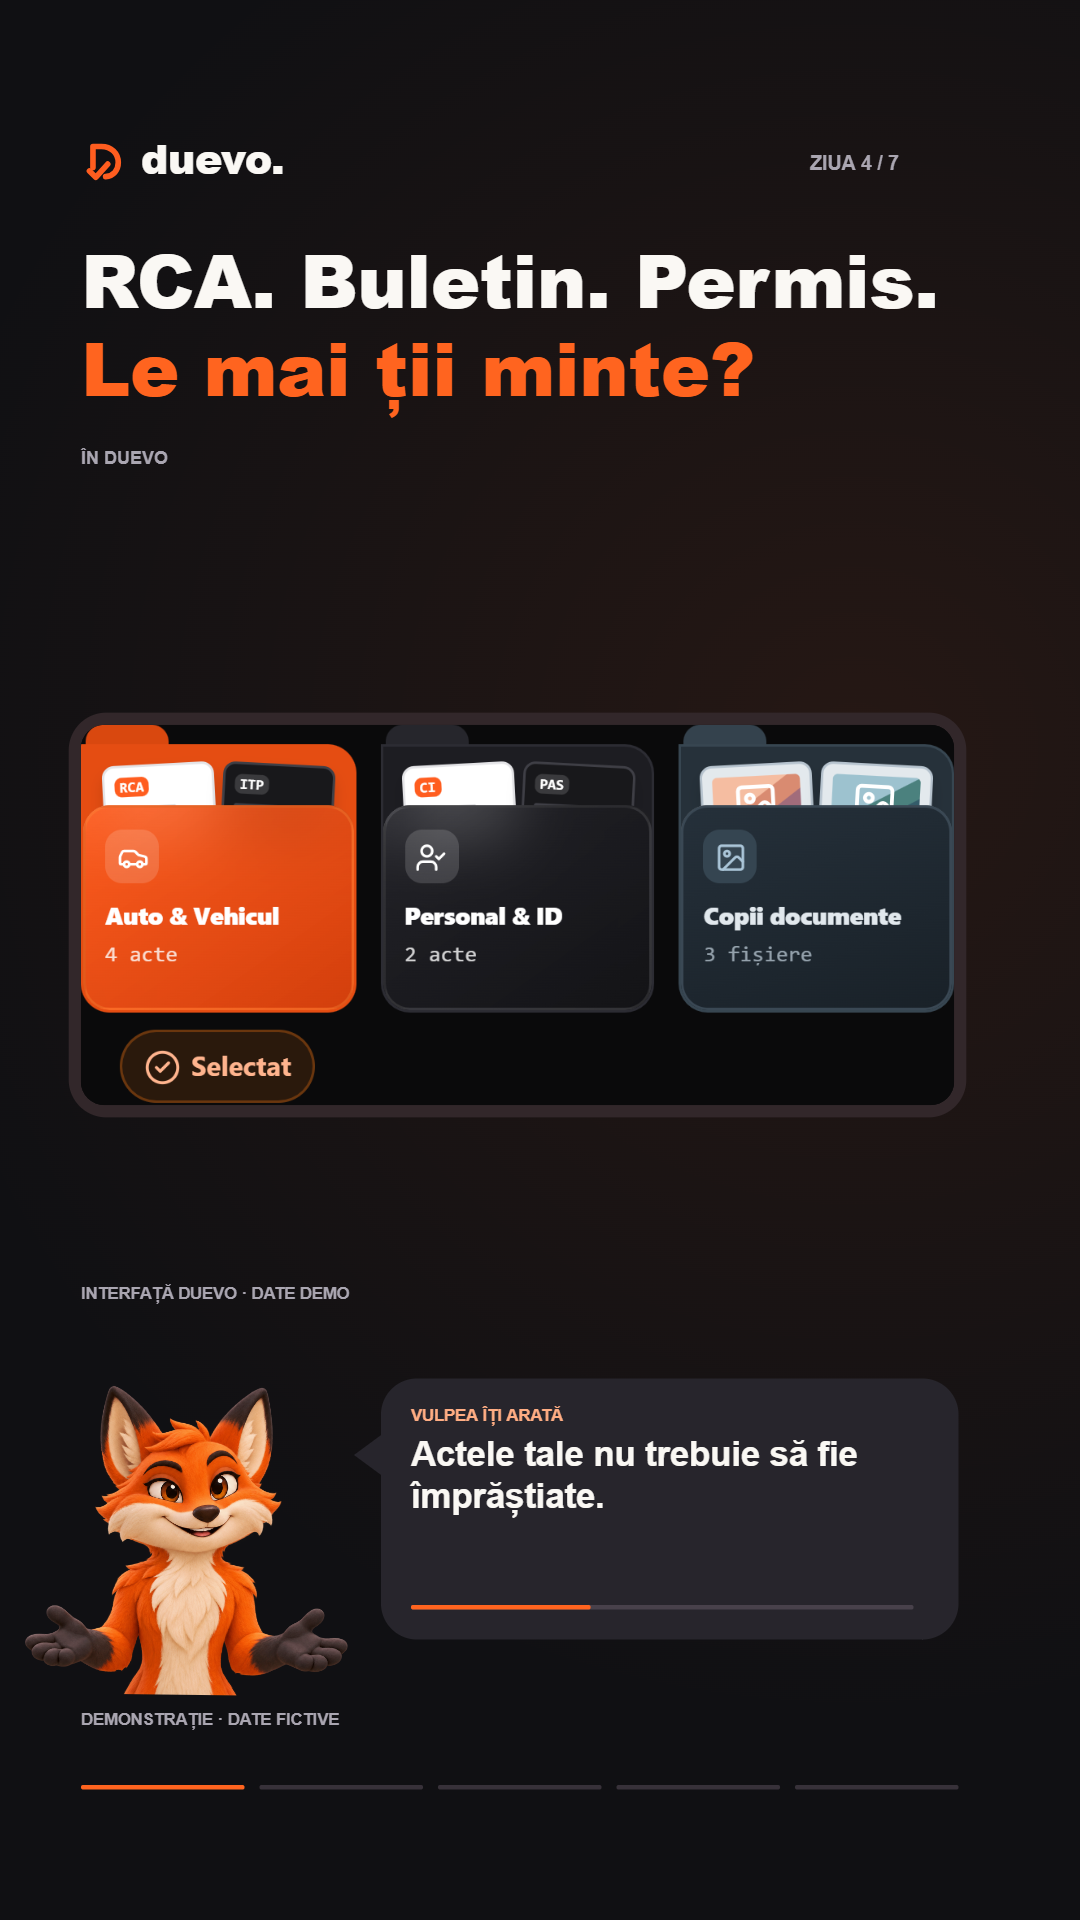 duevo.
ZIUA 4 / 7
RCA. Buletin. Permis.
Le mai ții minte?
ÎN DUEVO
RCA
ITP
CI
PAS
Auto & Vehicul
4 acte
Personal & ID
2 acte
Copii documente
3 fișiere
Selectat
INTERFAȚĂ DUEVO · DATE DEMO
VULPEA ÎȚI ARATĂ
Actele tale nu trebuie să fie
împrăștiate.
DEMONSTRAȚIE · DATE FICTIVE